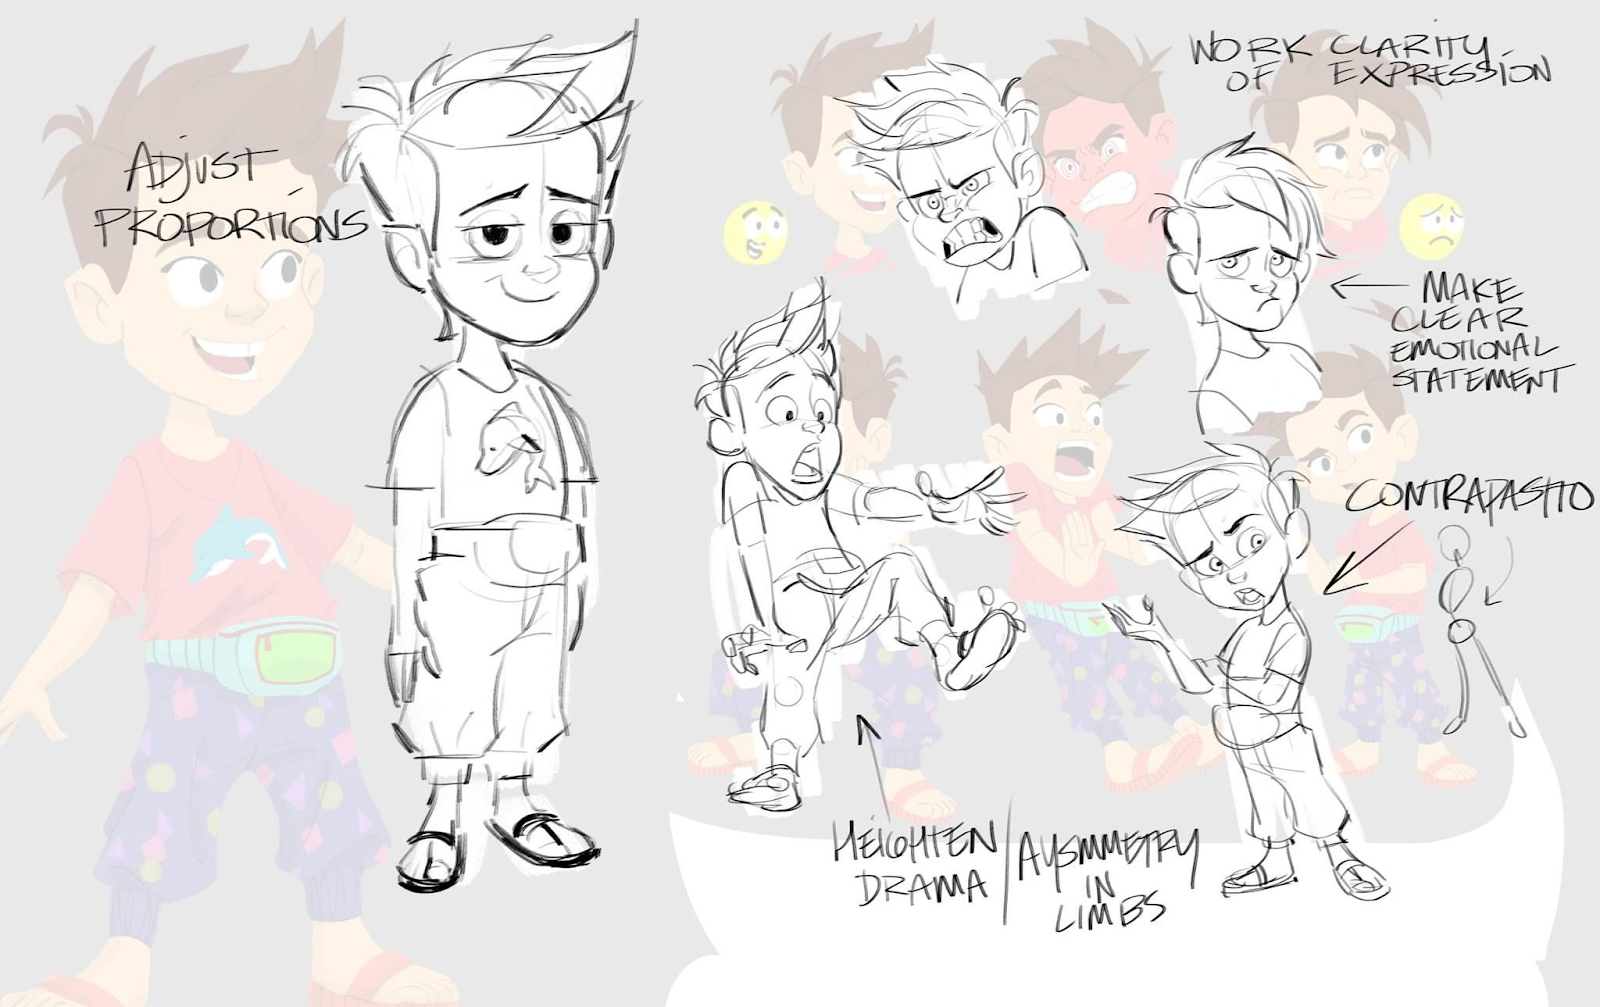 WORK CLARITY
OF EXPRESSION
ADJUST
PROPORTIONS
MAKE
CLEAR
EMOTIONAL
STATEMENT
CONTRAPASTTO
HEIGHTEN
DRAMA
/
AYSMMETRY
IN
LIMBS